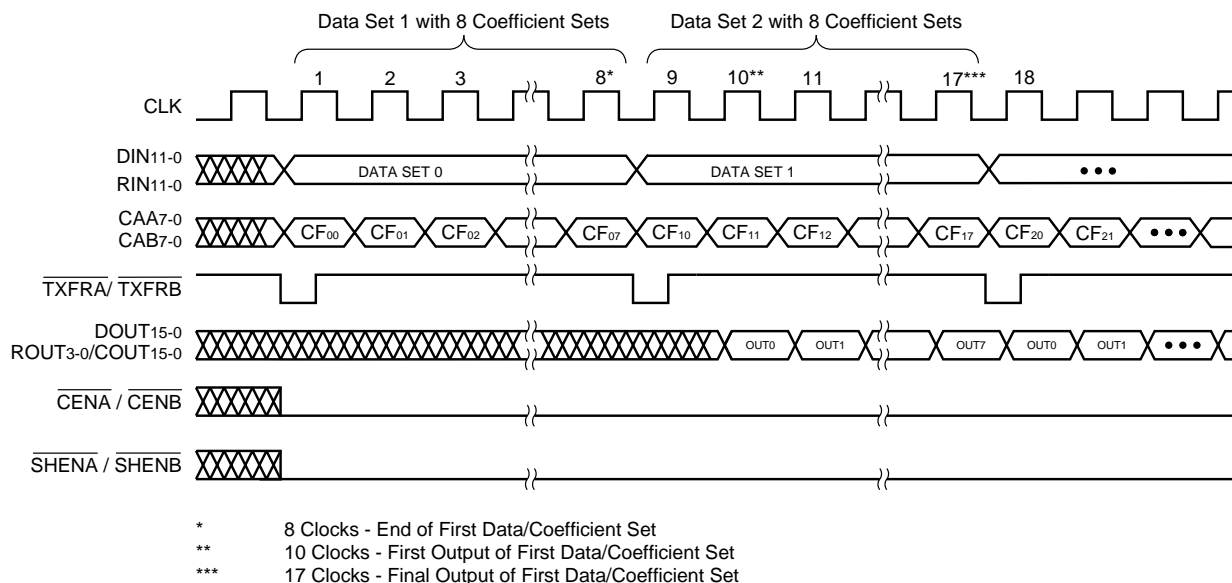 Data Set 1 with 8 Coefficient Sets Data Set 2 with 8 Coefficient Sets
1 2 3 8* 9 10** 11 17*** 18
CLK
DIN11-0
RIN11-0
DATA SET 0 DATA SET 1 •••
CAA7-0
CAB7-0
CF00 CF01 CF02 CF07 CF10 CF11 CF12 CF17 CF20 CF21 •••
TXFRA/ TXFRB
DOUT15-0
ROUT3-0/COUT15-0
OUT0 OUT1 OUT7 OUT0 OUT1 •••
CENA / CENB
SHENA / SHENB
* 8 Clocks - End of First Data/Coefficient Set
** 10 Clocks - First Output of First Data/Coefficient Set
*** 17 Clocks - Final Output of First Data/Coefficient Set